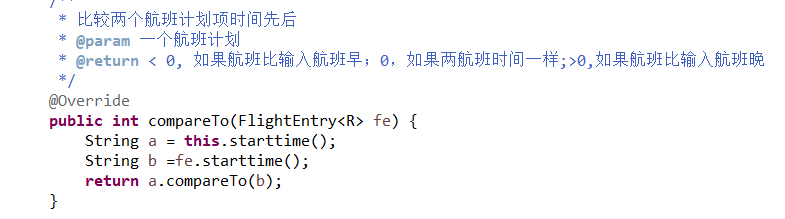 /**
* 比较两个航班计划项时间先后
* @param 一个航班计划
* @return < 0, 如果航班比输入航班早；0，如果两航班时间一样;>0,如果航班比输入航班晚
*/
@Override
public int compareTo(FlightEntry<R> fe) {
String a = this.starttime();
String b =fe.starttime();
return a.compareTo(b);
}